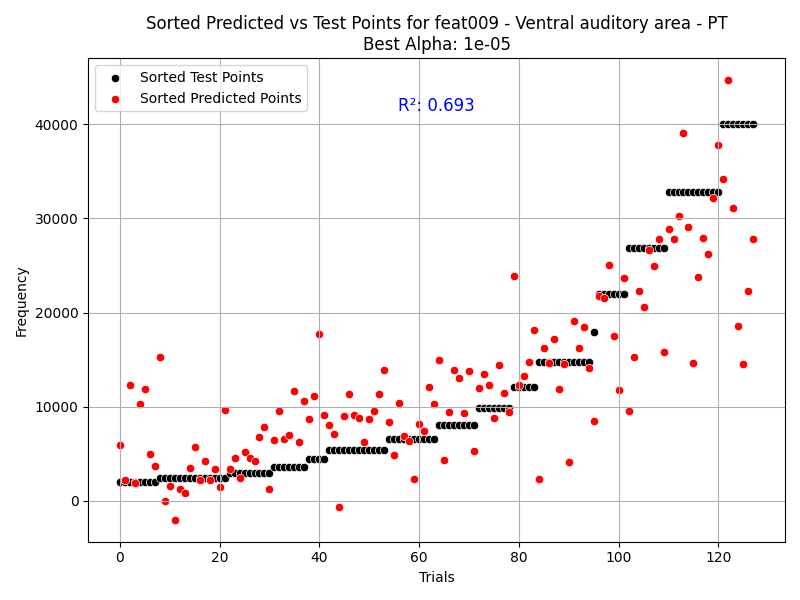 Sorted Predicted vs Test Points for feat009 - Ventral auditory area - PT
Best Alpha: 1e-05
Sorted Test Points
Sorted Predicted Points
R²: 0.693
40000
30000
20000
10000
0
Frequency
0 20 40 60 80 100 120
Trials